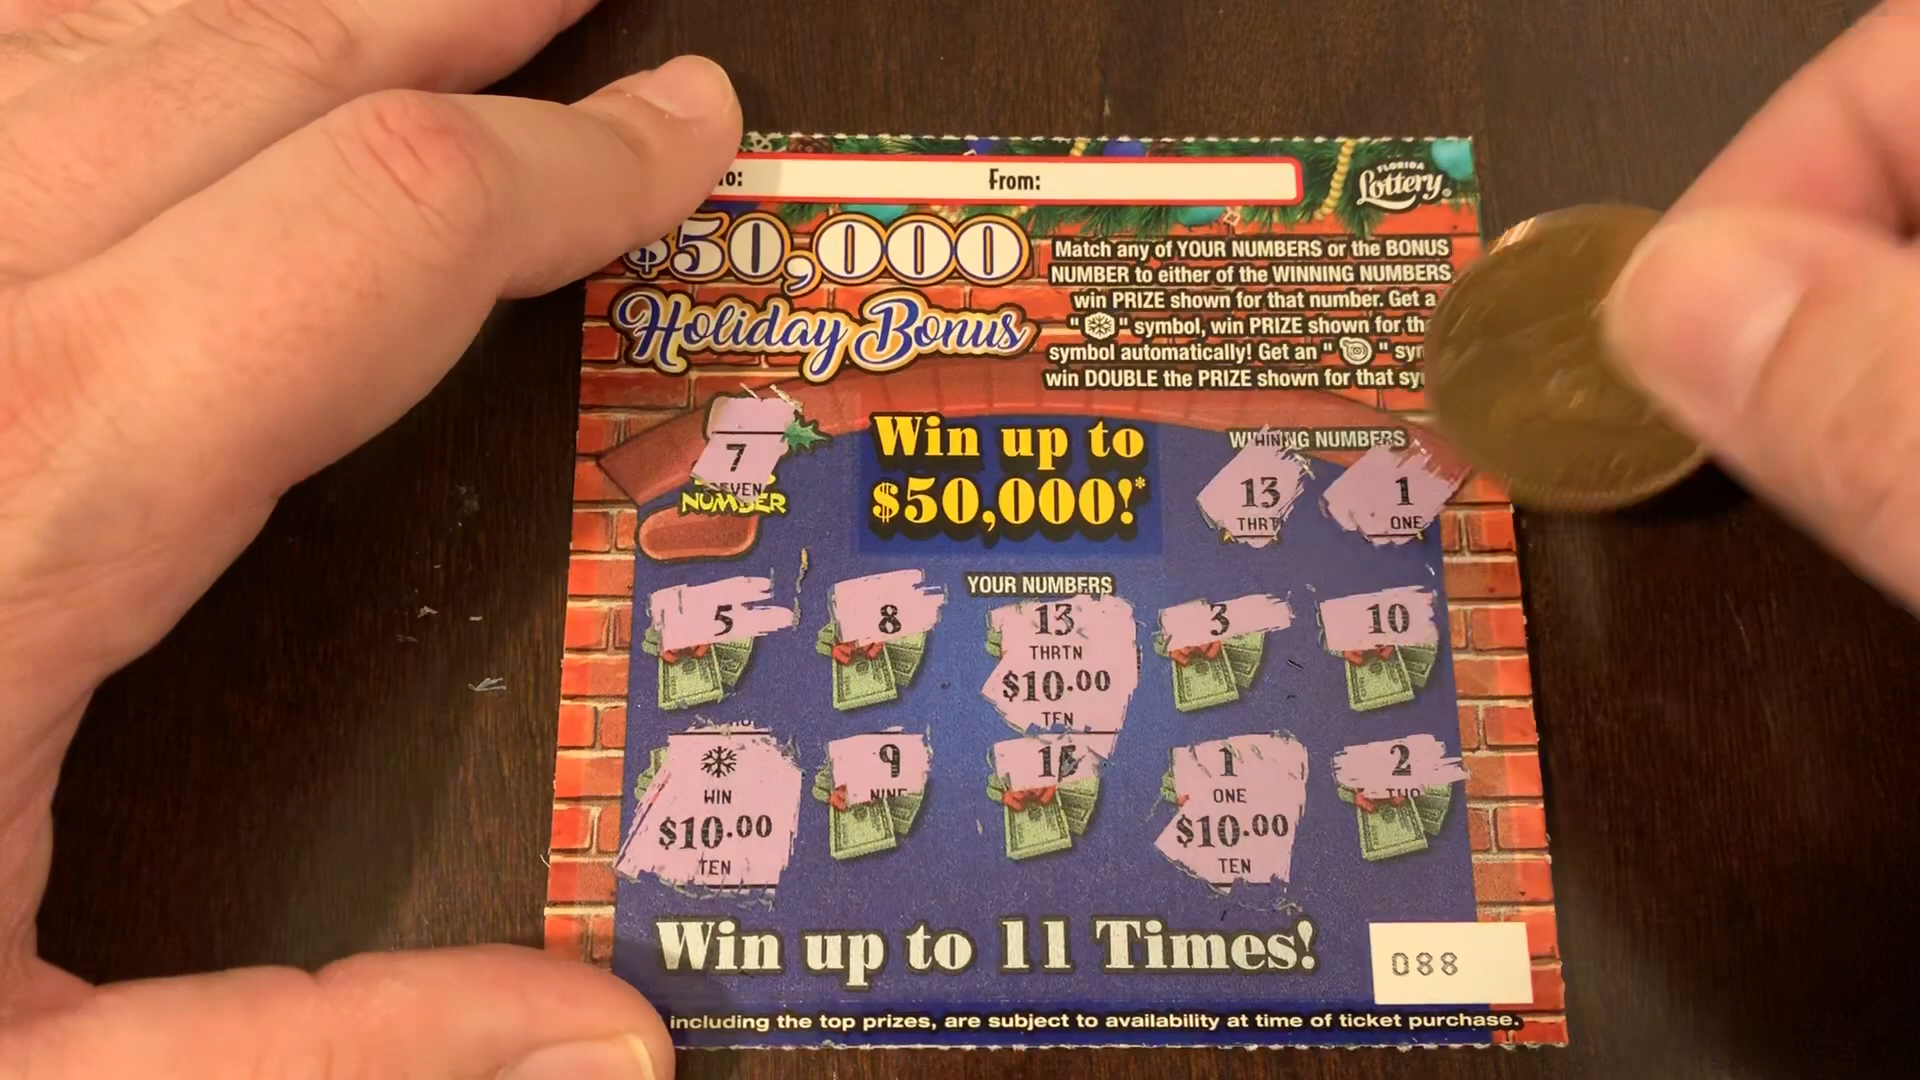 From:
FLORIDA
Lottery
$50,000
Holiday Bonus
Match any of YOUR NUMBERS or the BONUS
NUMBER to either of the WINNING NUMBERS
win PRIZE shown for that number. Get a
" " symbol, win PRIZE shown for
symbol automatically! Get an " "
win DOUBLE the PRIZE shown for that
7
NUMBER
Win up to
$50,000!*
WINNING NUMBERS
13 1
ONE
YOUR NUMBERS
5 8 13 3 10
THRTN
$10.00
TEN
9 1 2
WIN NINE ONE
$10.00 $10.00
TEN TEN
Win up to 11 Times!
088
including the top prizes, are subject to availability at time of ticket purchase.